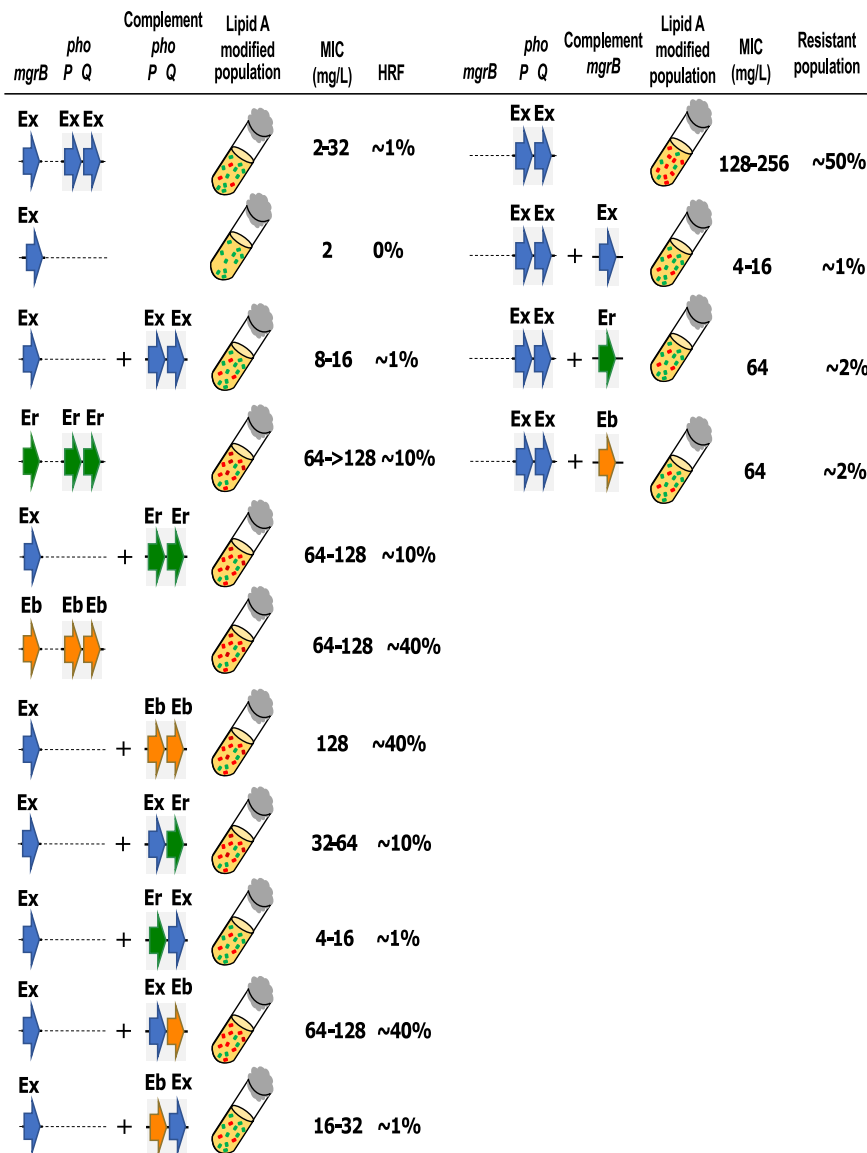 mgrB
pho
P Q
Complement
pho
P Q
Lipid A
modified
population
MIC
(mg/L)
HRF
Ex Ex Ex
2-32 ~1%
Ex
2 0%
Ex + Ex Ex
8-16 ~1%
Er Er Er
64->128 ~10%
Ex + Er Er
64-128 ~10%
Eb Eb Eb
64-128 ~40%
Ex + Eb Eb
128 ~40%
Ex + Ex Er
32-64 ~10%
Ex + Er Ex
4-16 ~1%
Ex + Ex Eb
64-128 ~40%
Ex + Eb Ex
16-32 ~1%
mgrB
pho
P Q
Complement
mgrB
Lipid A
modified
population
MIC
(mg/L)
Resistant
population
Ex Ex
128-256 ~50%
Ex Ex + Ex
4-16 ~1%
Ex Ex + Er
64 ~2%
Ex Ex + Eb
64 ~2%